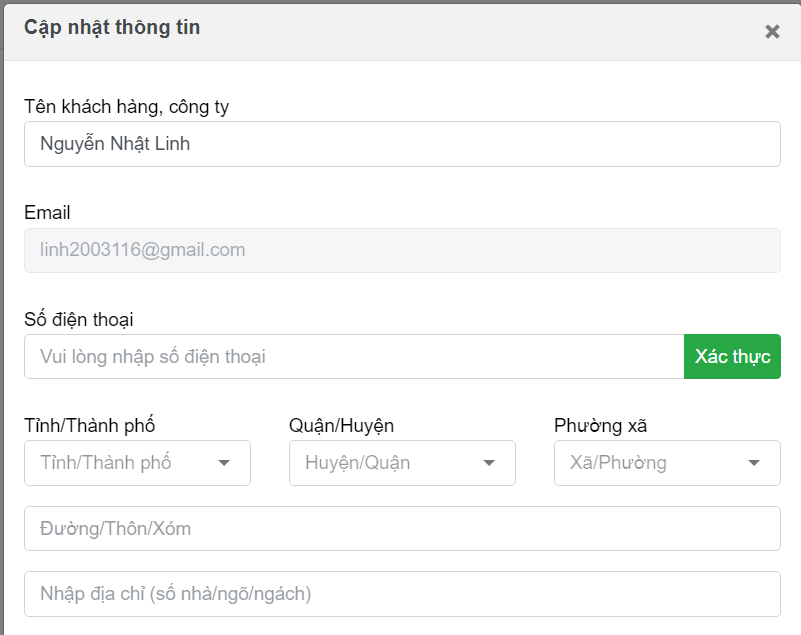 Cập nhật thông tin ×
Tên khách hàng, công ty
Nguyễn Nhật Linh
Email
linh2003116@gmail.com
Số điện thoại
Vui lòng nhập số điện thoại Xác thực
Tỉnh/Thành phố Quận/Huyện Phường xã
Tỉnh/Thành phố Huyện/Quận Xã/Phường
Đường/Thôn/Xóm
Nhập địa chỉ (số nhà/ngõ/ngách)